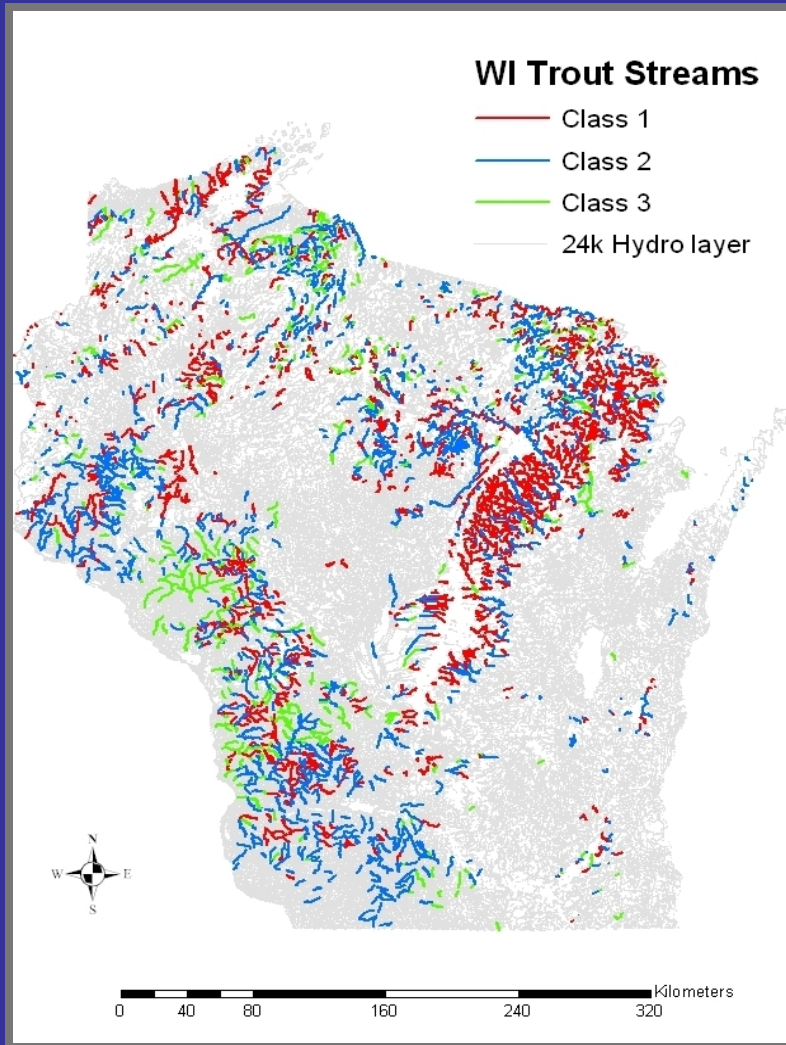 WI Trout Streams
Class 1
Class 2
Class 3
24k Hydro layer
N
W E
S
Kilometers
0 40 80 160 240 320